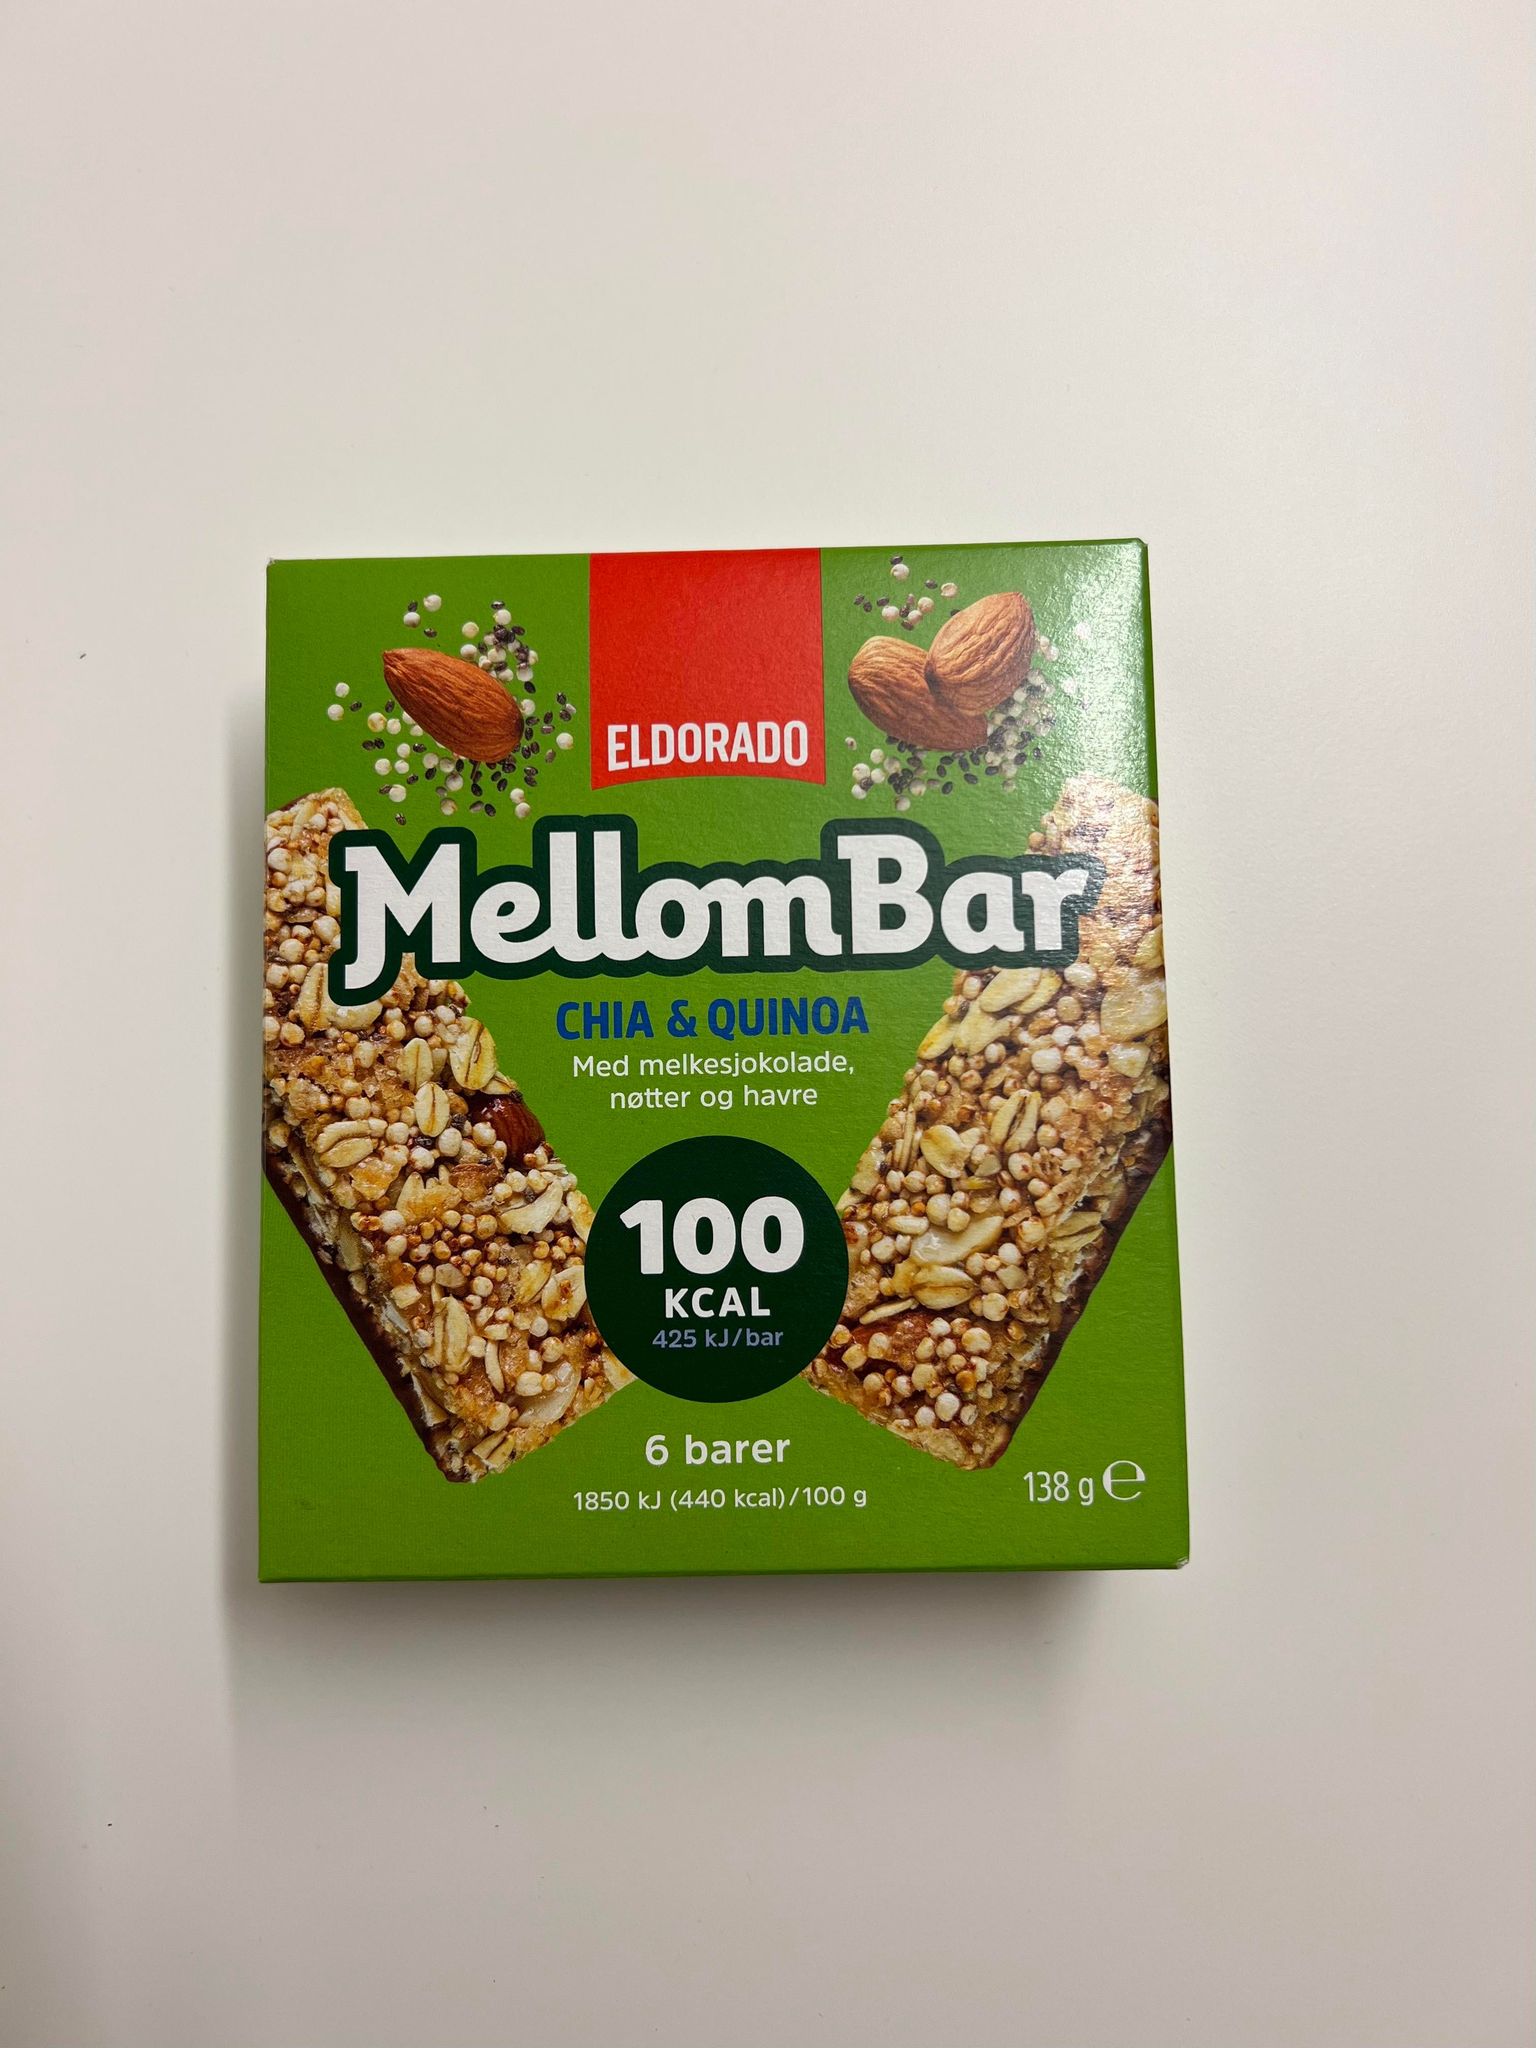 ELDORADO
MellomBar
CHIA & QUINOA
Med melkesjokolade,
nøtter og havre
100
KCAL
425 kJ/bar
6 barer
1850 kJ (440 kcal)/100 g
138 g ℮